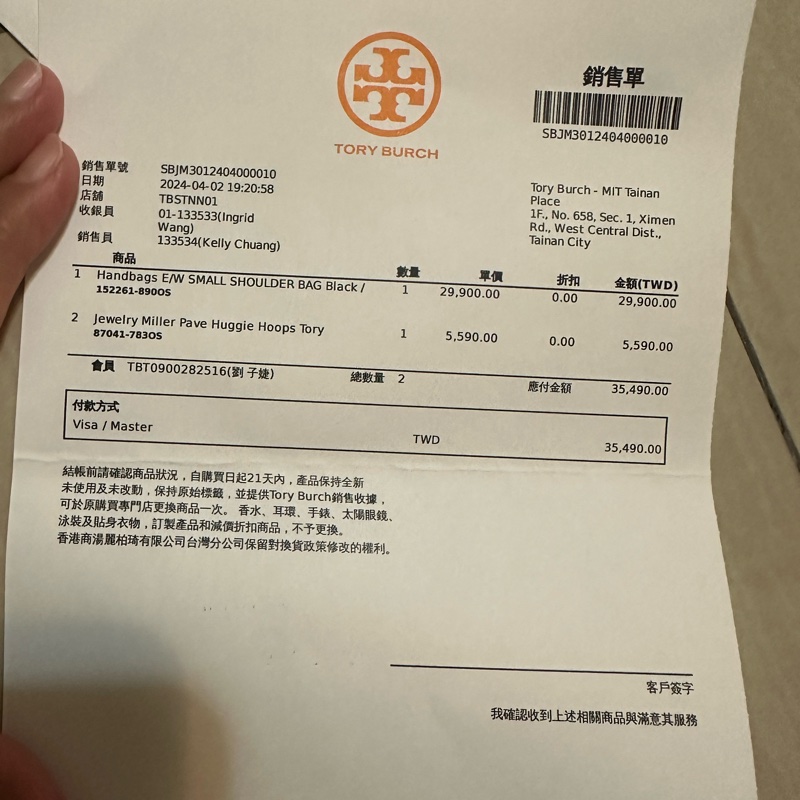 TORY BURCH
銷售單
SBJM3012404000010
銷售單號 SBJM3012404000010
日期 2024-04-02 19:20:58
店舖 TBSTNN01
收銀員 01-133533(Ingrid
Wang)
銷售員 133534(Kelly Chuang)
Tory Burch - MIT Tainan
Place
1F., No. 658, Sec. 1, Ximen
Rd., West Central Dist.,
Tainan City
商品 數量 單價 折扣 金額(TWD)
1 Handbags E/W SMALL SHOULDER BAG Black / 1 29,900.00 0.00 29,900.00
152261-890OS
2 Jewelry Miller Pave Huggie Hoops Tory 1 5,590.00 0.00 5,590.00
87041-783OS
會員 TBT0900282516(劉 子婕) 總數量 2 應付金額 35,490.00
付款方式
Visa / Master TWD 35,490.00
結帳前請確認商品狀況，自購買日起21天內，產品保持全新
未使用及未改動，保持原始標籤，並提供Tory Burch銷售收據，
可於原購買專門店更換商品一次。 香水、耳環、手錶、太陽眼鏡、
泳裝及貼身衣物，訂製產品和減價折扣商品，不予更換。
香港商湯麗柏琦有限公司台灣分公司保留對換貨政策修改的權利。
客戶簽字
我確認收到上述相關商品與滿意其服務